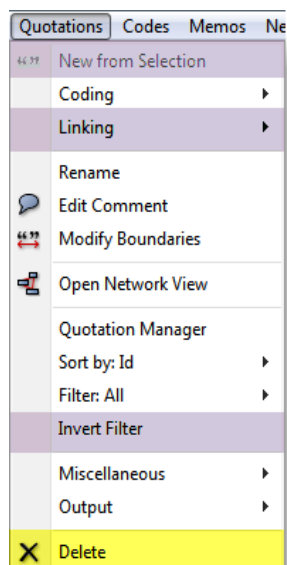 Quotations Codes Memos Ne
New from Selection
Coding
Linking
Rename
Edit Comment
Modify Boundaries
Open Network View
Quotation Manager
Sort by: Id
Filter: All
Invert Filter
Miscellaneous
Output
Delete